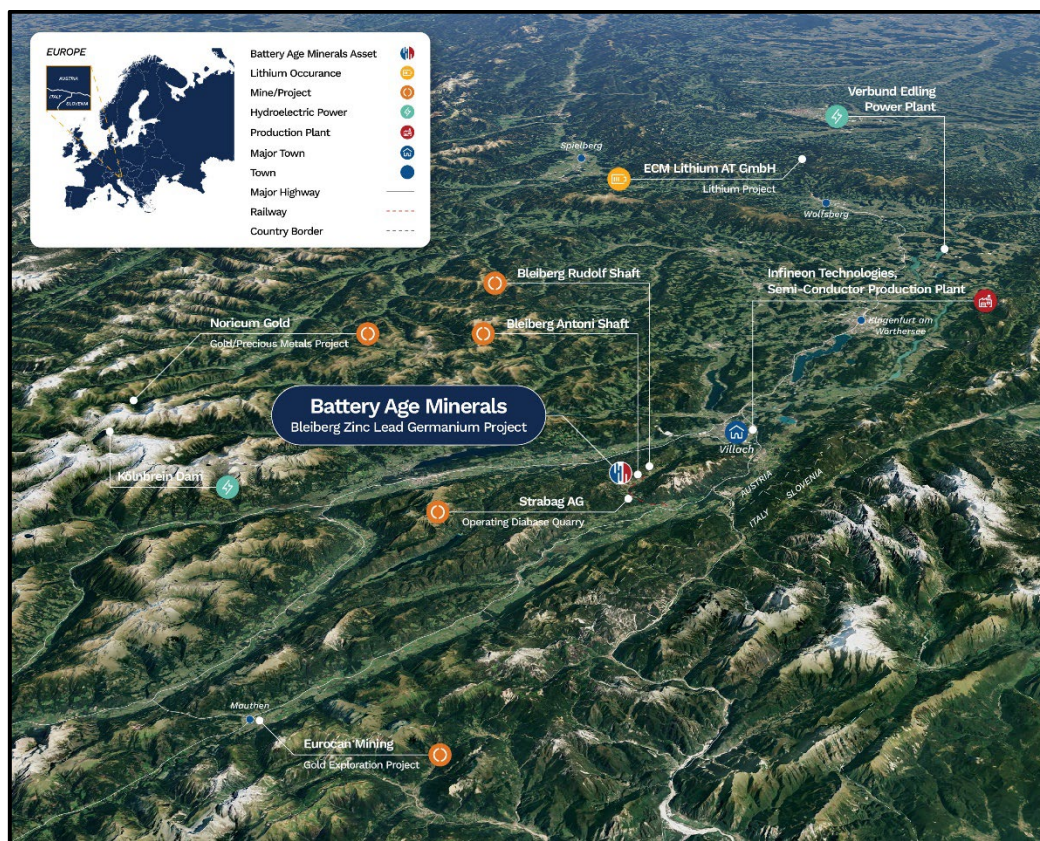 EUROPE
AUSTRIA
ITALY
SLOVENIA
Battery Age Minerals Asset
Lithium Occurance
Mine/Project
Hydroelectric Power
Production Plant
Major Town
Town
Major Highway
Railway
Country Border
Verbund Edling
Power Plant
Spielberg
ECM Lithium AT GmbH
Lithium Project
Wolfsberg
Bleiberg Rudolf Shaft
Infineon Technologies,
Semi-Conductor Production Plant
Noricum Gold
Gold/Precious Metals Project
Bleiberg Antoni Shaft
Klagenfurt am
Wörthersee
Battery Age Minerals
Bleiberg Zinc Lead Germanium Project
Villach
Kölnbrein Dam
Strabag AG
Operating Diabase Quarry
AUSTRIA
SLOVENIA
ITALY
Mauthen
Eurocan Mining
Gold Exploration Project